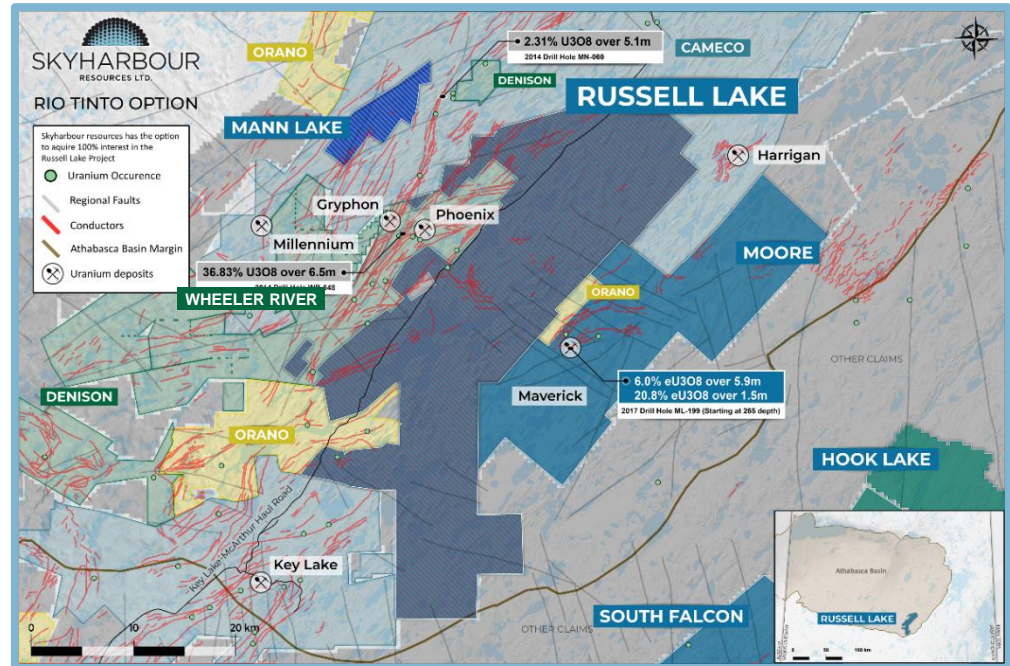 SKYHARBOUR
RESOURCES LTD.
RIO TINTO OPTION
Skyharbour resources has the option
to aquire 100% interest in the
Russell Lake Project
Uranium Occurence
Regional Faults
Conductors
Athabasca Basin Margin
Uranium deposits
ORANO
2.31% U3O8 over 5.1m
2014 Drill Hole MN-060
CAMECO
DENISON
RUSSELL LAKE
MANN LAKE
Harrigan
Gryphon
Phoenix
Millennium
MOORE
36.83% U3O8 over 6.5m
WHEELER RIVER
ORANO
OTHER CLAIMS
6.0% eU3O8 over 5.9m
20.8% eU3O8 over 1.5m
2017 Drill Hole ML-199 (Starting at 265 depth)
Maverick
DENISON
ORANO
HOOK LAKE
Key Lake-McArthur Haul Road
Key Lake
Athabasca Basin
RUSSELL LAKE
0 50 100 km
SOUTH FALCON
OTHER CLAIMS
0 10 20 km